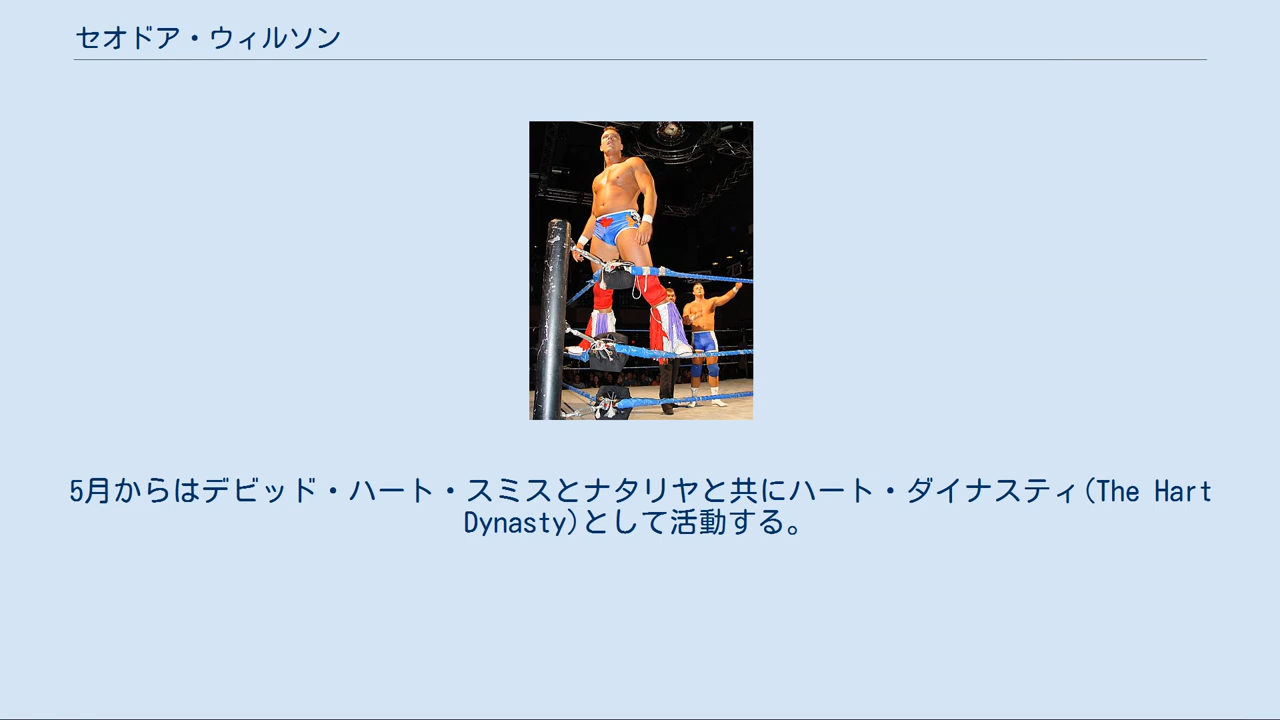 セオドア・ウィルソン
5月からはデビッド・ハート・スミスとナタリヤと共にハート・ダイナスティ(The Hart
Dynasty)として活動する。